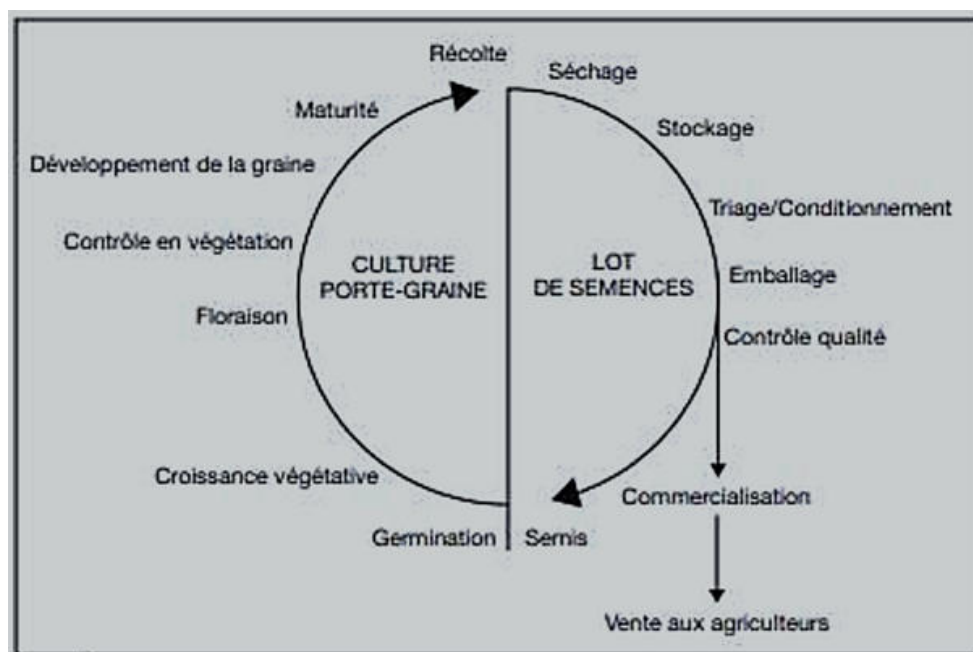 Récolte
Séchage
Maturité
Stockage
Développement de la graine
Triage/Conditionnement
Contrôle en végétation
CULTURE
PORTE-GRAINE
LOT
DE SEMENCES
Emballage
Floraison
Contrôle qualité
Croissance végétative
Commercialisation
Germination
Semis
Vente aux agriculteurs